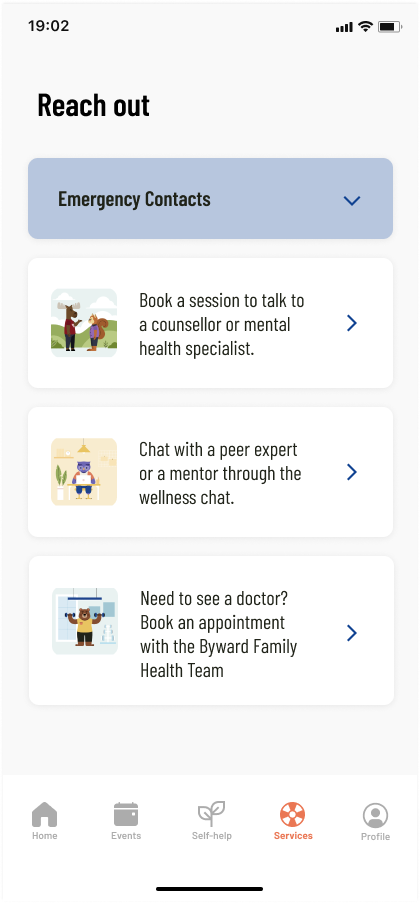 19:02
Reach out
Emergency Contacts
Book a session to talk to
a counsellor or mental
health specialist.
Chat with a peer expert
or a mentor through the
wellness chat.
Need to see a doctor?
Book an appointment
with the Byward Family
Health Team
Home
Events
Self-help
Services
Profile